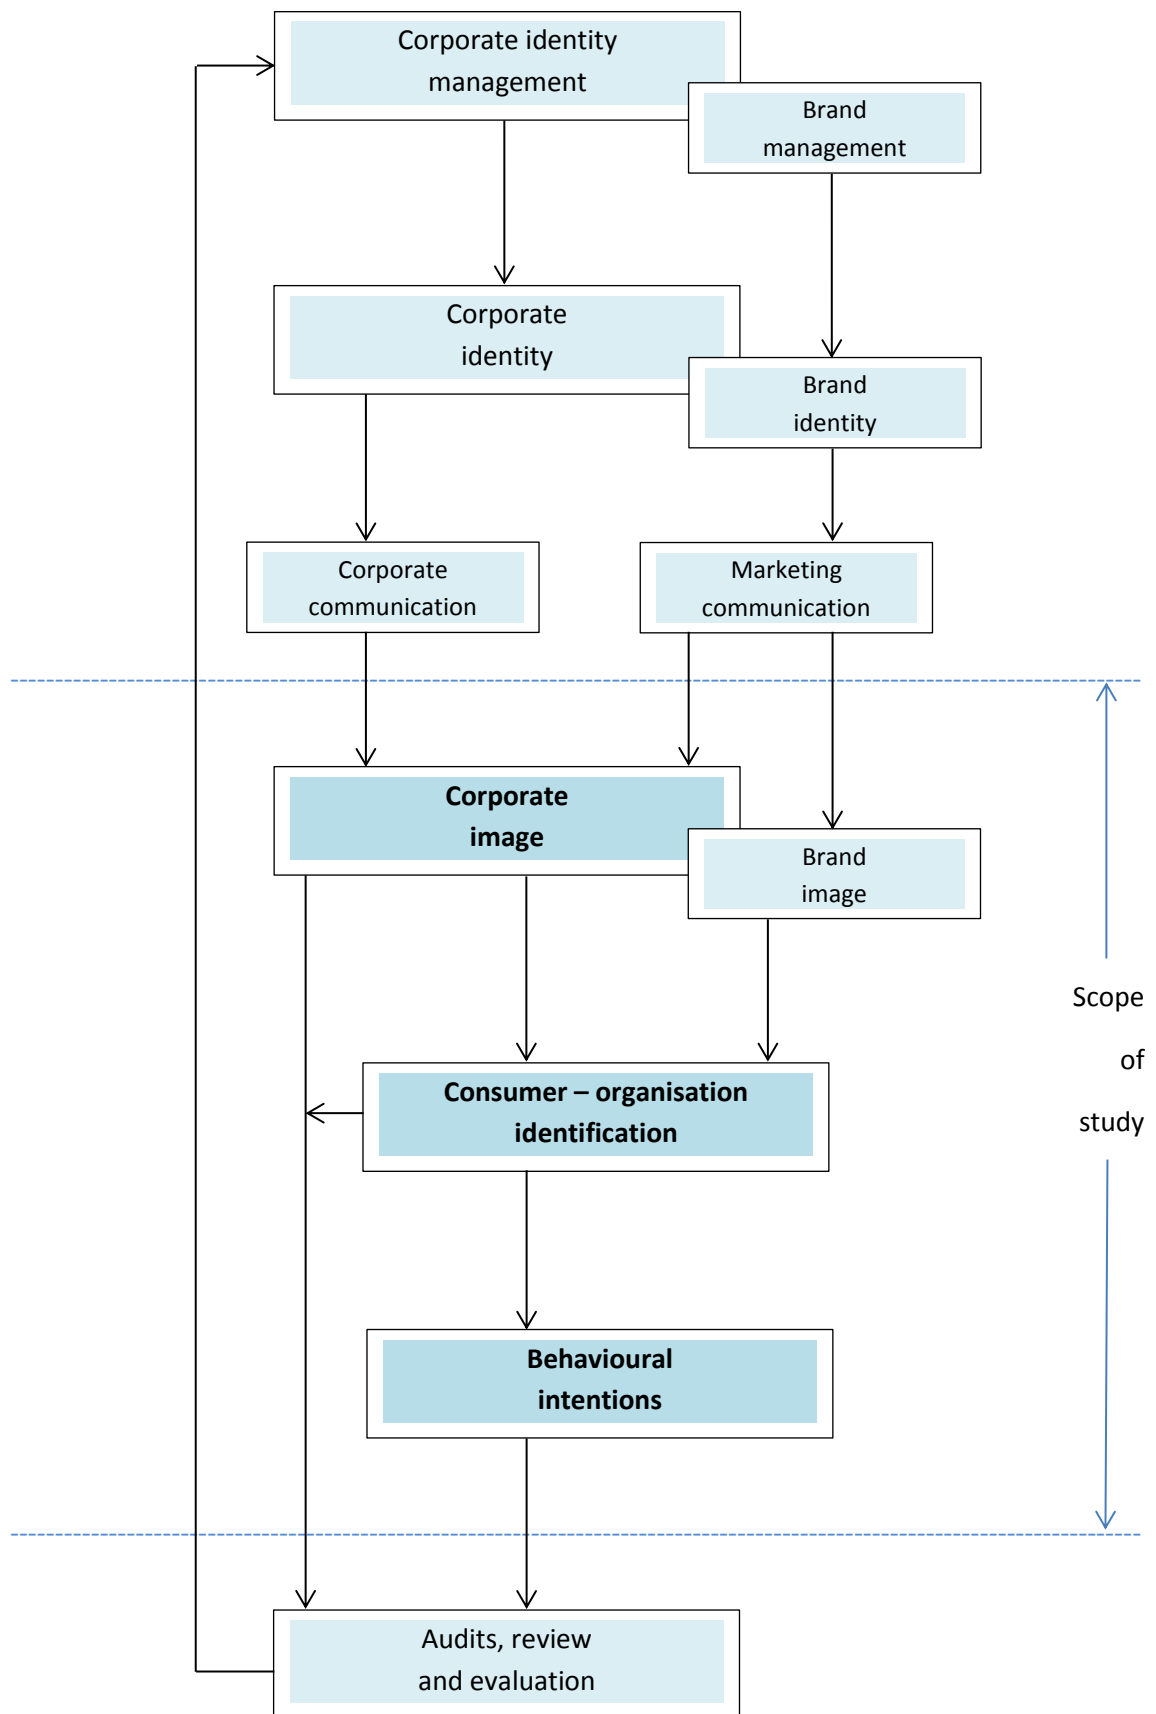 Corporate identity
management
Brand
management
Corporate
identity
Brand
identity
Corporate
communication
Marketing
communication
Corporate
image
Brand
image
Scope
of
study
Consumer – organisation
identification
Behavioural
intentions
Audits, review
and evaluation